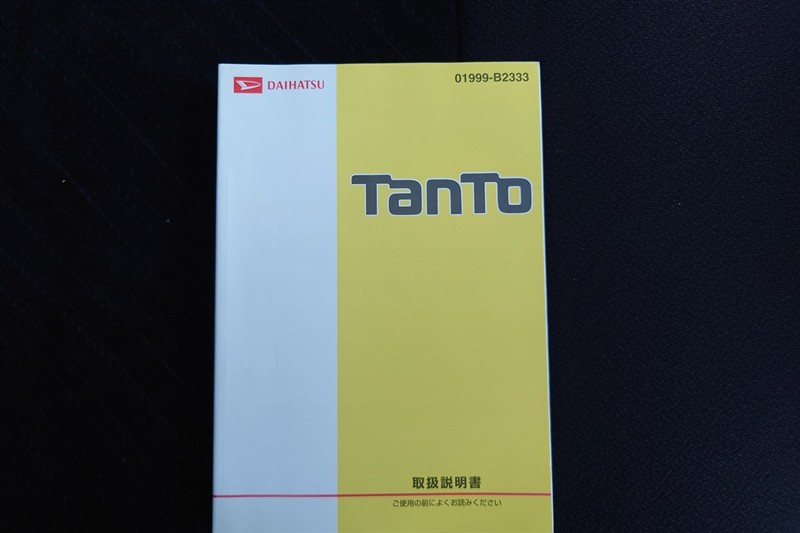 DAIHATSU
01999-B2333
TanTo
取扱説明書
ご使用の前によくお読みください